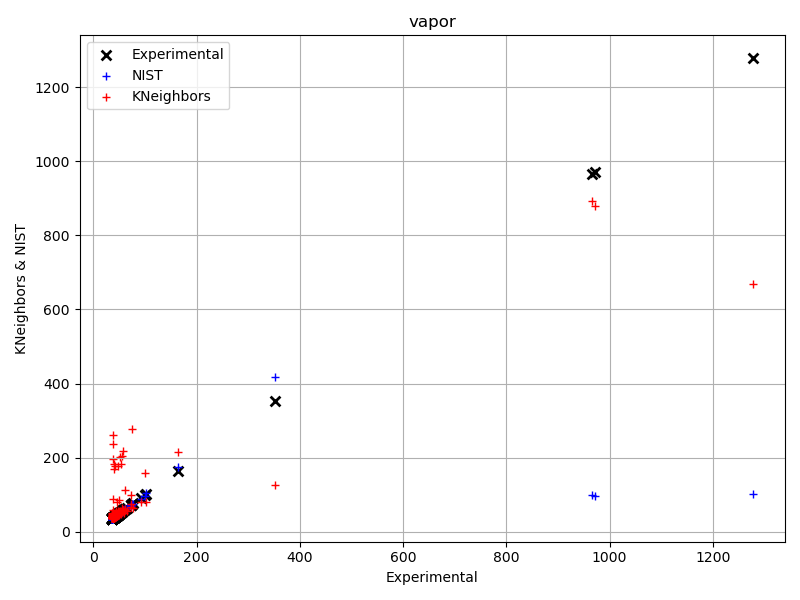 vapor
Experimental
NIST
KNeighbors
1200
1000
800
600
400
200
0
KNeighbors & NIST
0 200 400 600 800 1000 1200
Experimental